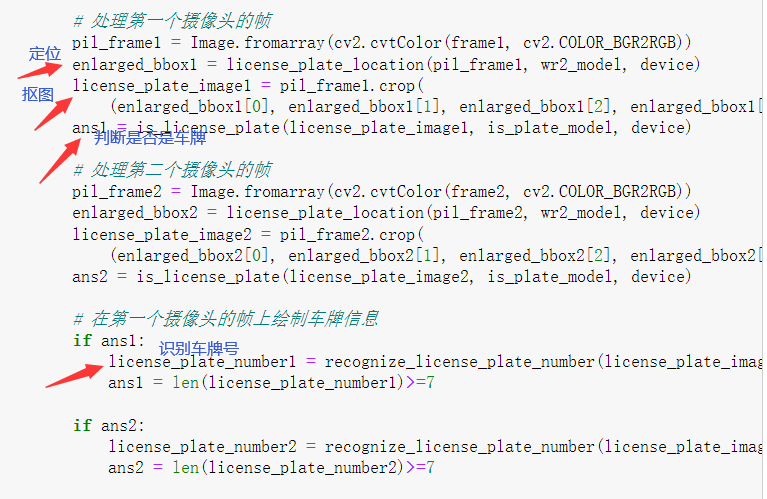 # 处理第一个摄像头的帧
pil_frame1 = Image.fromarray(cv2.cvtColor(frame1, cv2.COLOR_BGR2RGB))
定位
enlarged_bbox1 = license_plate_location(pil_frame1, wr2_model, device)
license_plate_image1 = pil_frame1.crop(
抠图
(enlarged_bbox1[0], enlarged_bbox1[1], enlarged_bbox1[2], enlarged_bbox1[
ans1 = is_license_plate(license_plate_image1, is_plate_model, device)
判断是否是车牌
# 处理第二个摄像头的帧
pil_frame2 = Image.fromarray(cv2.cvtColor(frame2, cv2.COLOR_BGR2RGB))
enlarged_bbox2 = license_plate_location(pil_frame2, wr2_model, device)
license_plate_image2 = pil_frame2.crop(
(enlarged_bbox2[0], enlarged_bbox2[1], enlarged_bbox2[2], enlarged_bbox2[
ans2 = is_license_plate(license_plate_image2, is_plate_model, device)
# 在第一个摄像头的帧上绘制车牌信息
if ans1:
识别车牌号
license_plate_number1 = recognize_license_plate_number(license_plate_imag
ans1 = len(license_plate_number1)>=7
if ans2:
license_plate_number2 = recognize_license_plate_number(license_plate_imag
ans2 = len(license_plate_number2)>=7